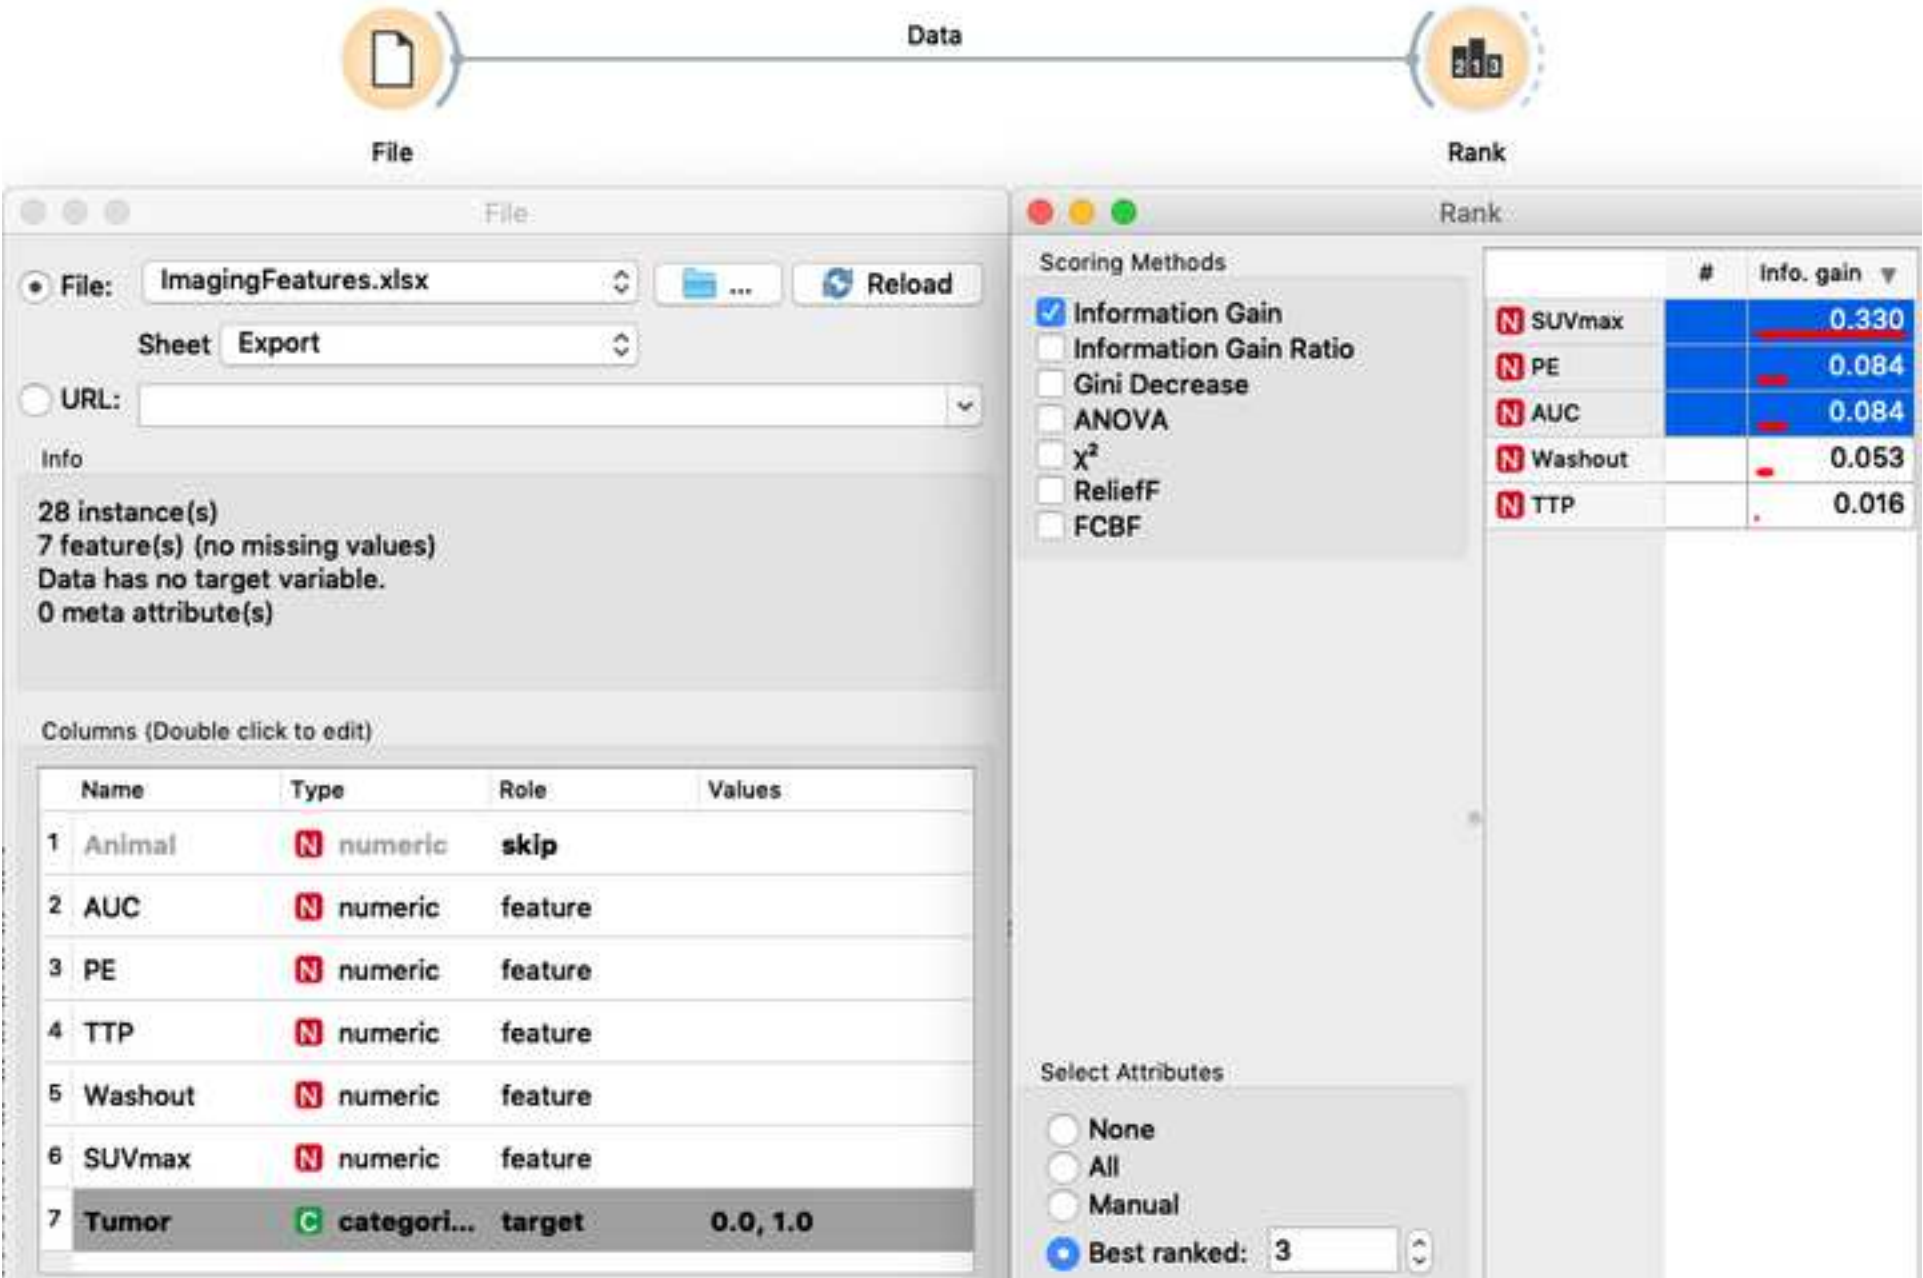 Data
213
File
Rank
File
File: ImagingFeatures.xlsx ... Reload
Sheet Export
URL:
Info
28 instance(s)
7 feature(s) (no missing values)
Data has no target variable.
0 meta attribute(s)
Columns (Double click to edit)
Name Type Role Values
1 Animal N numeric skip
2 AUC N numeric feature
3 PE N numeric feature
4 TTP N numeric feature
5 Washout N numeric feature
6 SUVmax N numeric feature
7 Tumor C categori... target 0.0, 1.0
Rank
Scoring Methods
Information Gain
Information Gain Ratio
Gini Decrease
ANOVA
χ²
ReliefF
FCBF
Select Attributes
None
All
Manual
Best ranked: 3
# Info. gain
N SUVmax 0.330
N PE 0.084
N AUC 0.084
N Washout 0.053
N TTP 0.016